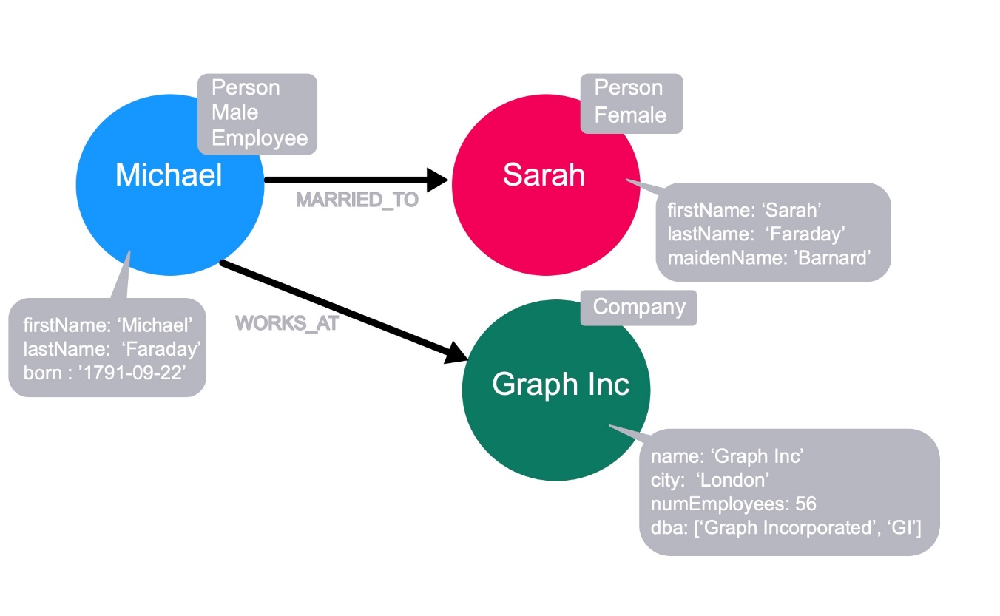 Person
Male
Employee
Michael
MARRIED_TO
Person
Female
Sarah
firstName: ‘Sarah’
lastName:  ‘Faraday’
maidenName: ’Barnard’
firstName: ‘Michael’
lastName:  ‘Faraday’
born : ’1791-09-22’
WORKS_AT
Company
Graph Inc
name: ‘Graph Inc’
city:  ‘London’
numEmployees: 56
dba: [‘Graph Incorporated’, ‘GI’]